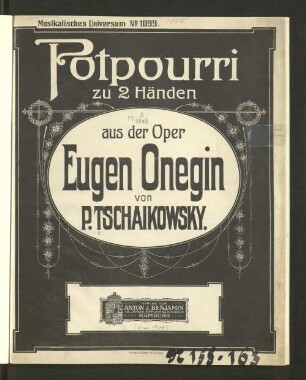 Musikalisches Universum Nº 1899.
Potpourri
zu 2 Händen
aus der Oper
Eugen Onegin
von
P. TSCHAIKOWSKY.
ANTON J. BENJAMIN
HAMBURG